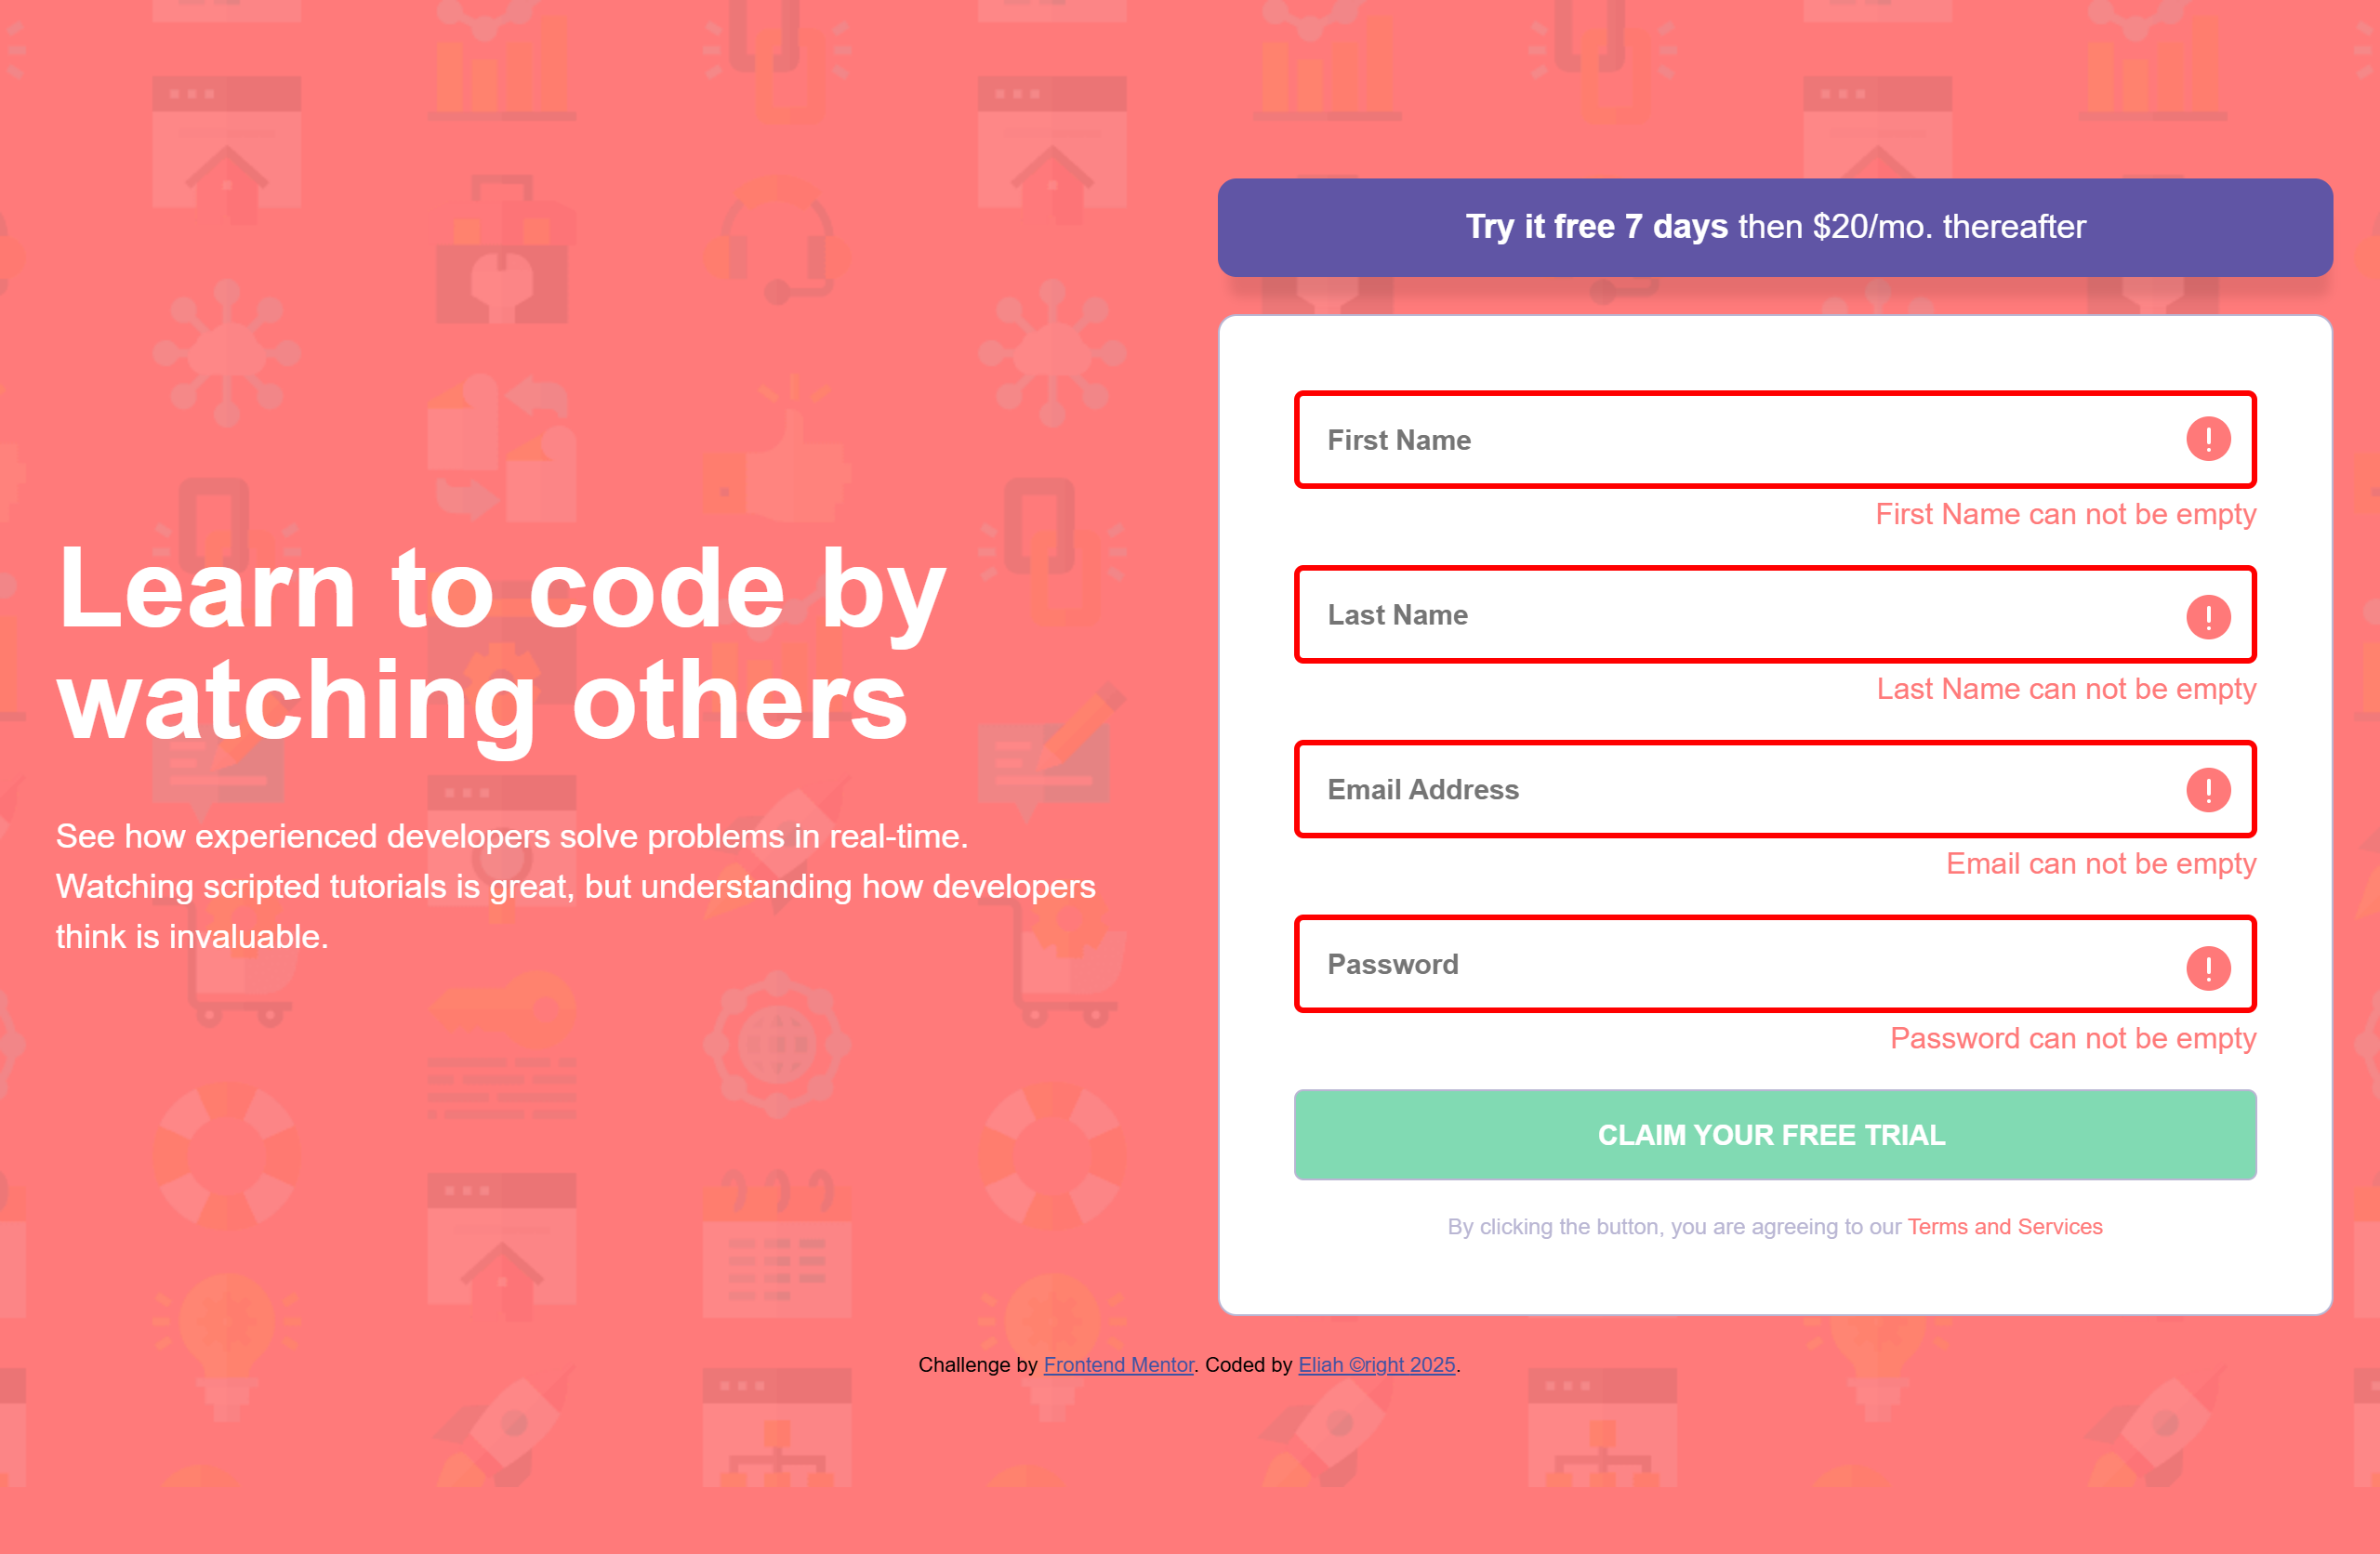 Learn to code by
watching others
See how experienced developers solve problems in real-time.
Watching scripted tutorials is great, but understanding how developers
think is invaluable.
Try it free 7 days then $20/mo. thereafter
First Name
First Name can not be empty
Last Name
Last Name can not be empty
Email Address
Email can not be empty
Password
Password can not be empty
CLAIM YOUR FREE TRIAL
By clicking the button, you are agreeing to our Terms and Services
Challenge by Frontend Mentor. Coded by Eliah ©right 2025.